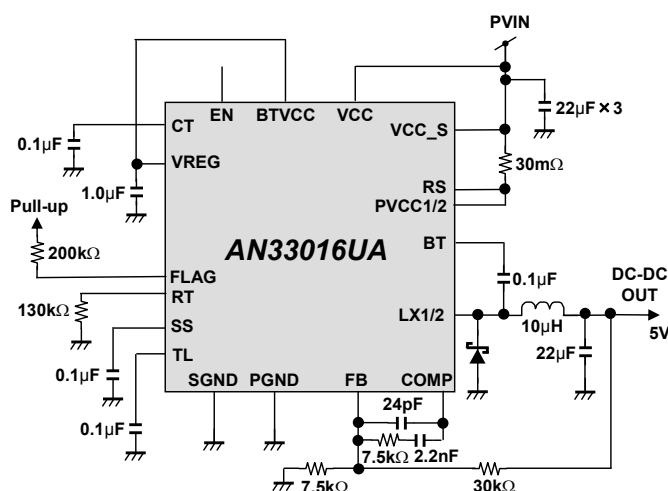 PVIN
EN
BTVCC
VCC
22µF×3
CT
VCC_S
0.1µF
VREG
30mΩ
1.0µF
RS
PVCC1/2
Pull-up
AN33016UA
BT
200kΩ
FLAG
0.1µF
DC-DC
OUT
RT
130kΩ
LX1/2
10µH
5V
SS
22µF
TL
0.1µF
SGND
PGND
FB
COMP
24pF
0.1µF
7.5kΩ
2.2nF
7.5kΩ
30kΩ